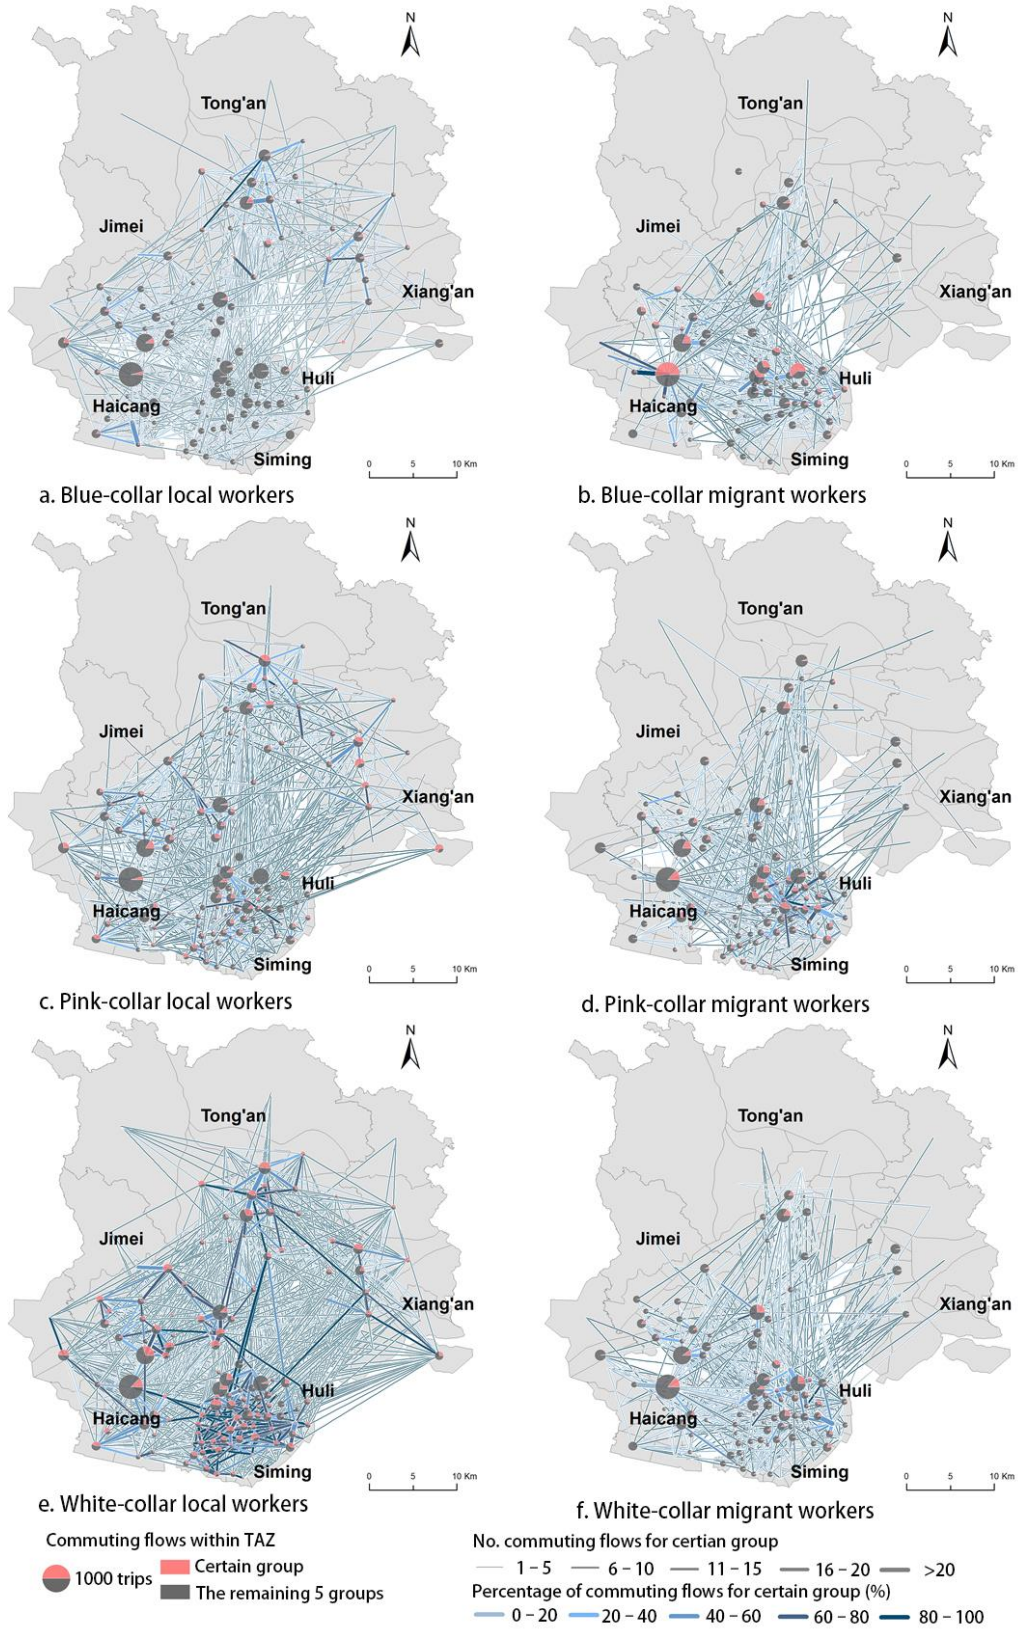 N N
Tong'an Tong'an
Jimei Jimei
Xiang'an Xiang'an
Huli Huli
Haicang Haicang
Siming Siming
0 5 10 Km 0 5 10 Km
a. Blue-collar local workers b. Blue-collar migrant workers
N N
Tong'an Tong'an
Jimei Jimei
Xiang'an Xiang'an
Huli Huli
Haicang Haicang
Siming Siming
0 5 10 Km 0 5 10 Km
c. Pink-collar local workers d. Pink-collar migrant workers
N N
Tong'an Tong'an
Jimei Jimei
Xiang'an Xiang'an
Huli Huli
Haicang Haicang
Siming Siming
0 5 10 Km 0 5 10 Km
e. White-collar local workers f. White-collar migrant workers
Commuting flows within TAZ
1000 trips
Certain group
The remaining 5 groups
No. commuting flows for certian group
1 – 5 6 – 10 11 – 15 16 – 20 >20
Percentage of commuting flows for certain group (%)
0 – 20 20 – 40 40 – 60 60 – 80 80 – 100